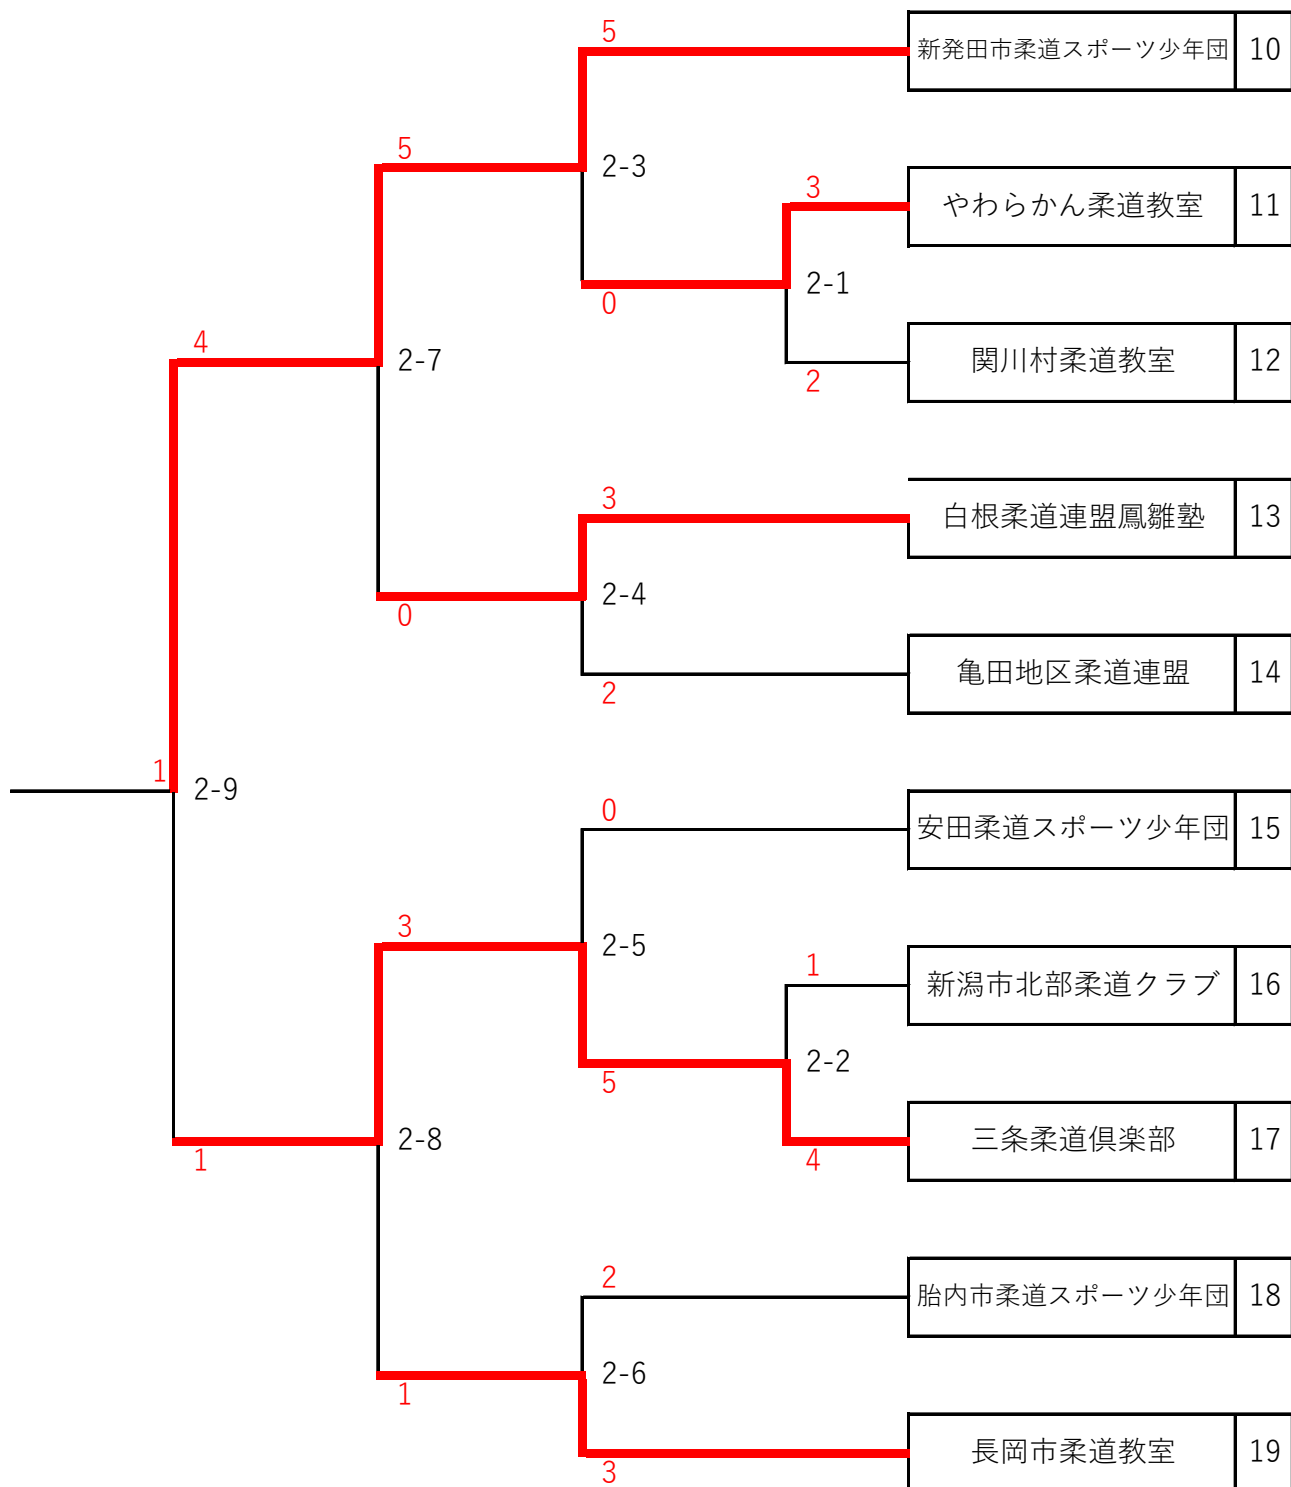 5
新発田市柔道スポーツ少年団 10
5
2-3
3
やわらかん柔道教室 11
2-1
0
4
2-7
関川村柔道教室 12
2
3
白根柔道連盟鳳雛塾 13
2-4
0
亀田地区柔道連盟 14
2
1
2-9
0
安田柔道スポーツ少年団 15
3
2-5
1
新潟市北部柔道クラブ 16
2-2
5
2-8
三条柔道倶楽部 17
1
4
2
胎内市柔道スポーツ少年団 18
2-6
1
長岡市柔道教室 19
3